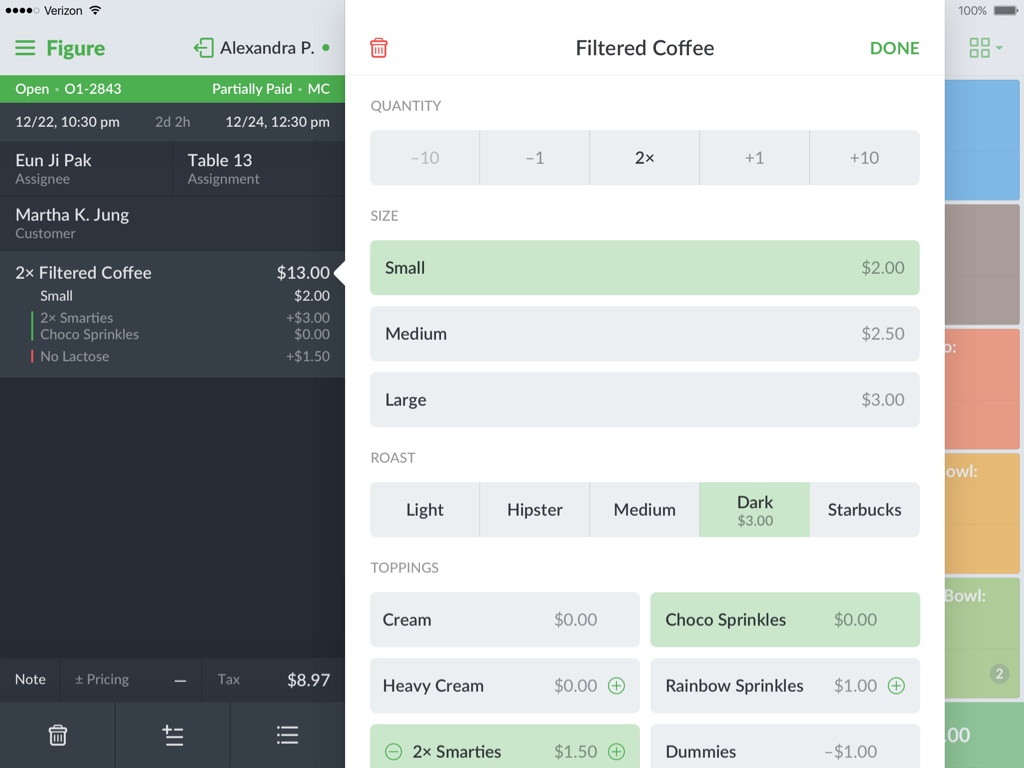 Verizon
100%
Figure
Alexandra P.
Open • O1-2843
Partially Paid • MC
12/22, 10:30 pm
2d 2h
12/24, 12:30 pm
Eun Ji Pak
Assignee
Table 13
Assignment
Martha K. Jung
Customer
2× Filtered Coffee $13.00
Small $2.00
2× Smarties +$3.00
Choco Sprinkles $0.00
No Lactose +$1.50
Note
± Pricing —
Tax $8.97
Filtered Coffee
DONE
QUANTITY
−10 −1 2× +1 +10
SIZE
Small $2.00
Medium $2.50
Large $3.00
ROAST
Light Hipster Medium Dark Starbucks
$3.00
TOPPINGS
Cream $0.00
Choco Sprinkles $0.00
Heavy Cream $0.00
Rainbow Sprinkles $1.00
2× Smarties $1.50
Dummies −$1.00
o:
owl:
Bowl:
2
.00